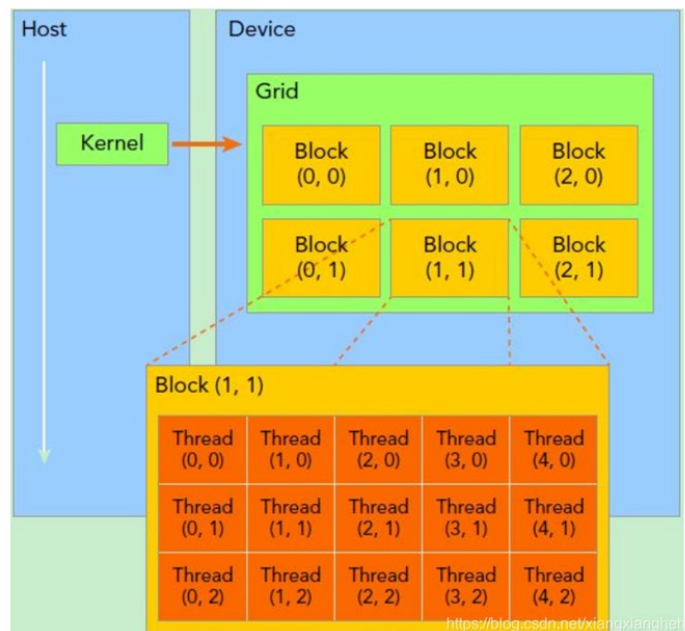 Host
Device
Grid
Kernel
Block
(0, 0)
Block
(1, 0)
Block
(2, 0)
Block
(0, 1)
Block
(1, 1)
Block
(2, 1)
Block (1, 1)
Thread
(0, 0)
Thread
(1, 0)
Thread
(2, 0)
Thread
(3, 0)
Thread
(4, 0)
Thread
(0, 1)
Thread
(1, 1)
Thread
(2, 1)
Thread
(3, 1)
Thread
(4, 1)
Thread
(0, 2)
Thread
(1, 2)
Thread
(2, 2)
Thread
(3, 2)
Thread
(4, 2)
https://blog.csdn.net/xiangxiangheh